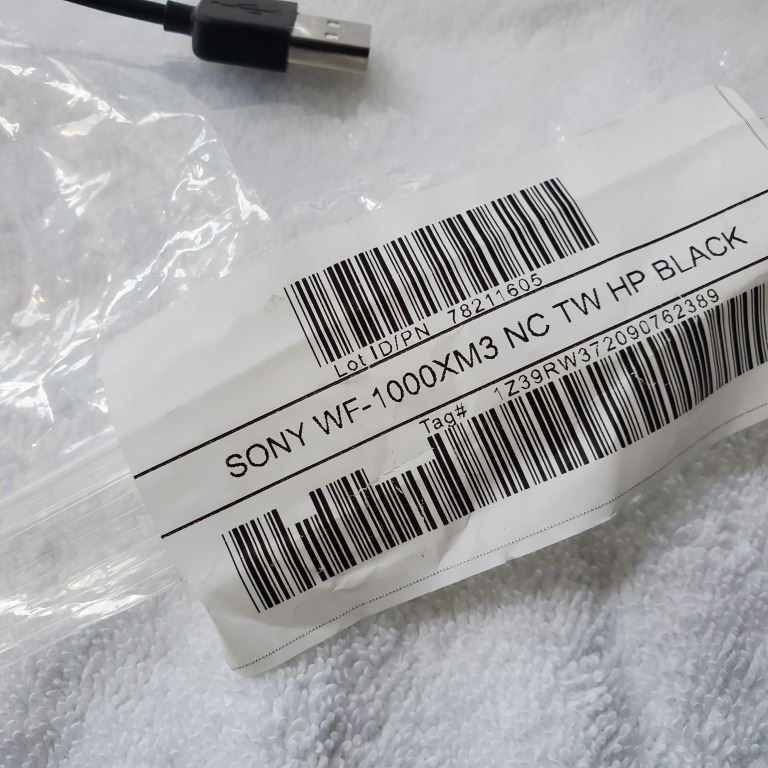 Lot ID/PN 78211605
SONY WF-1000XM3 NC TW HP BLACK
Tag# 1Z39RW372090762389